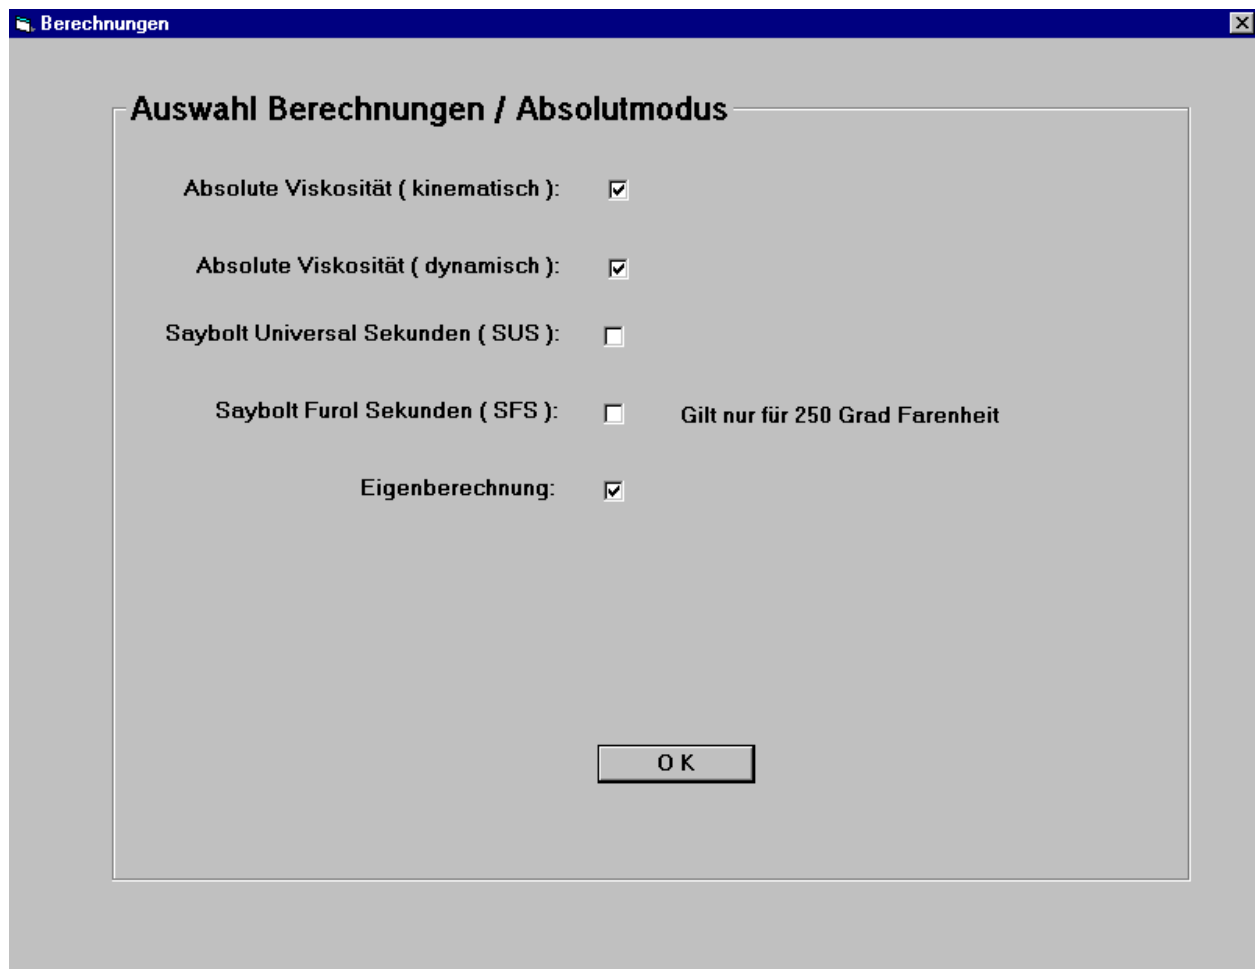 Berechnungen
Auswahl Berechnungen / Absolutmodus
Absolute Viskosität ( kinematisch ):
Absolute Viskosität ( dynamisch ):
Saybolt Universal Sekunden ( SUS ):
Saybolt Furol Sekunden ( SFS ): Gilt nur für 250 Grad Farenheit
Eigenberechnung:
O K